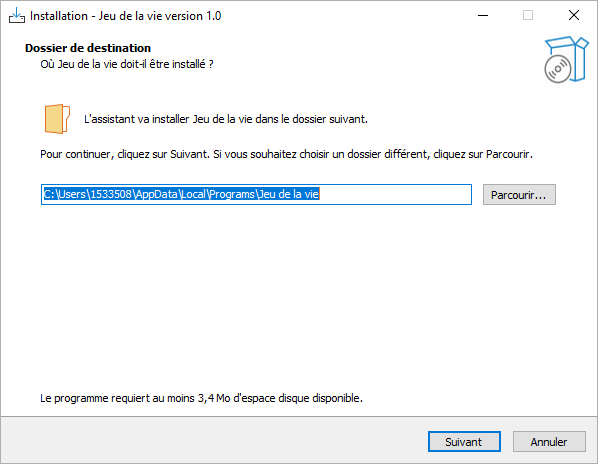 Installation - Jeu de la vie version 1.0
Dossier de destination
Où Jeu de la vie doit-il être installé ?
L'assistant va installer Jeu de la vie dans le dossier suivant.
Pour continuer, cliquez sur Suivant. Si vous souhaitez choisir un dossier différent, cliquez sur Parcourir.
C:\Users\1533508\AppData\Local\Programs\Jeu de la vie
Parcourir...
Le programme requiert au moins 3,4 Mo d'espace disque disponible.
Suivant
Annuler